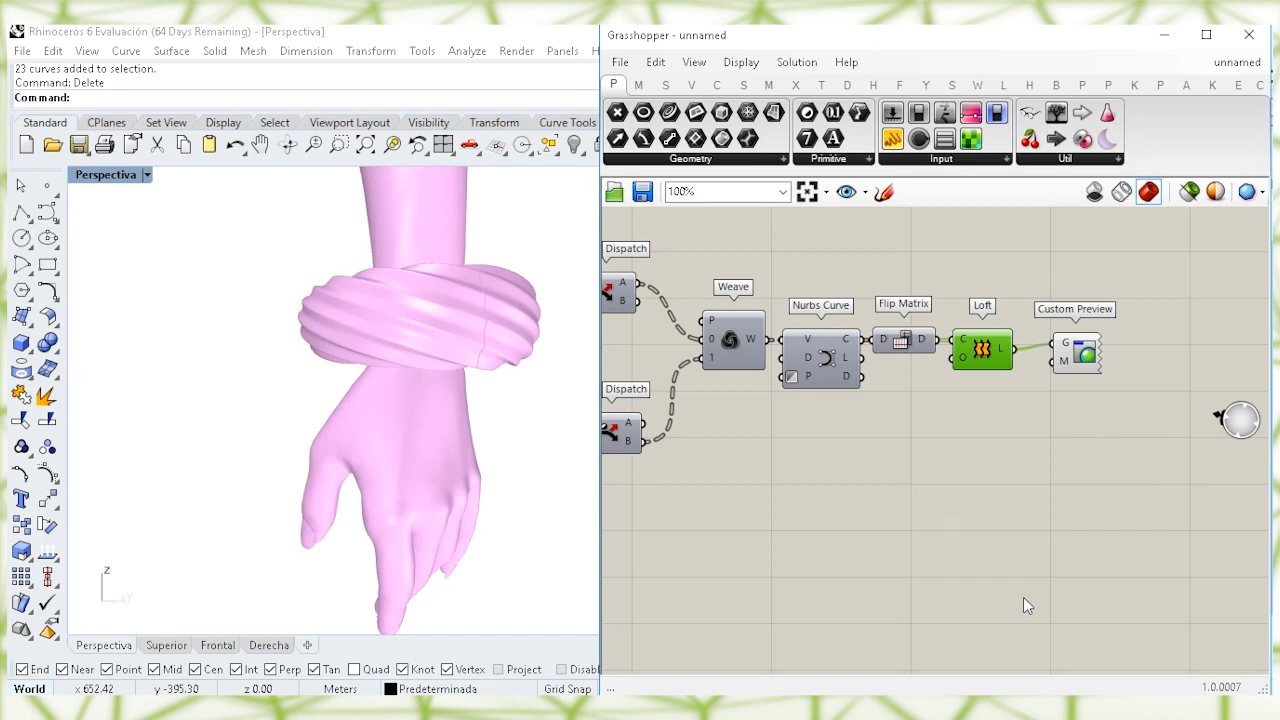 Rhinoceros 6 Evaluación (64 Days Remaining) - [Perspectiva]
File Edit View Curve Surface Solid Mesh Dimension Transform Tools Analyze Render Panels H
23 curves added to selection.
Command: Delete
Command:
Standard CPlanes Set View Display Select Viewport Layout Visibility Transform Curve Tools
Perspectiva
z
Perspectiva Superior Frontal Derecha
End Near Point Mid Cen Int Perp Tan Quad Knot Vertex Project Disabl
World x 652.42 y -395.30 z 0.00 Meters Predeterminada Grid Snap
Grasshopper - unnamed
File Edit View Display Solution Help unnamed
P M S V C S M X T D H F Y S W L P P K P A K E C
Geometry Primitive Input Util
100%
Dispatch
A
B
Weave
P
0 W
1
Nurbs Curve
V C
D L
P D
Flip Matrix
D D
Loft
C
O L
Custom Preview
G
M
Dispatch
A
B
... 1.0.0007